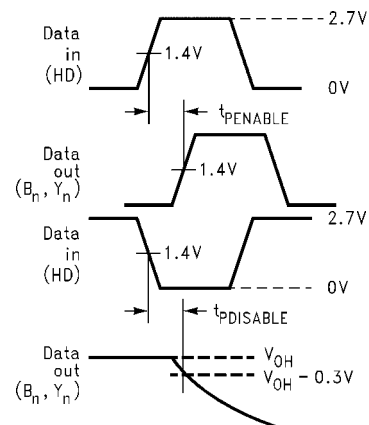 Data
in
(HD)
1.4V
2.7V
0V
tPENABLE
Data
out
(Bn, Yn)
1.4V
Data
in
(HD)
1.4V
2.7V
0V
tPDISABLE
Data
out
(Bn, Yn)
VOH
VOH – 0.3V